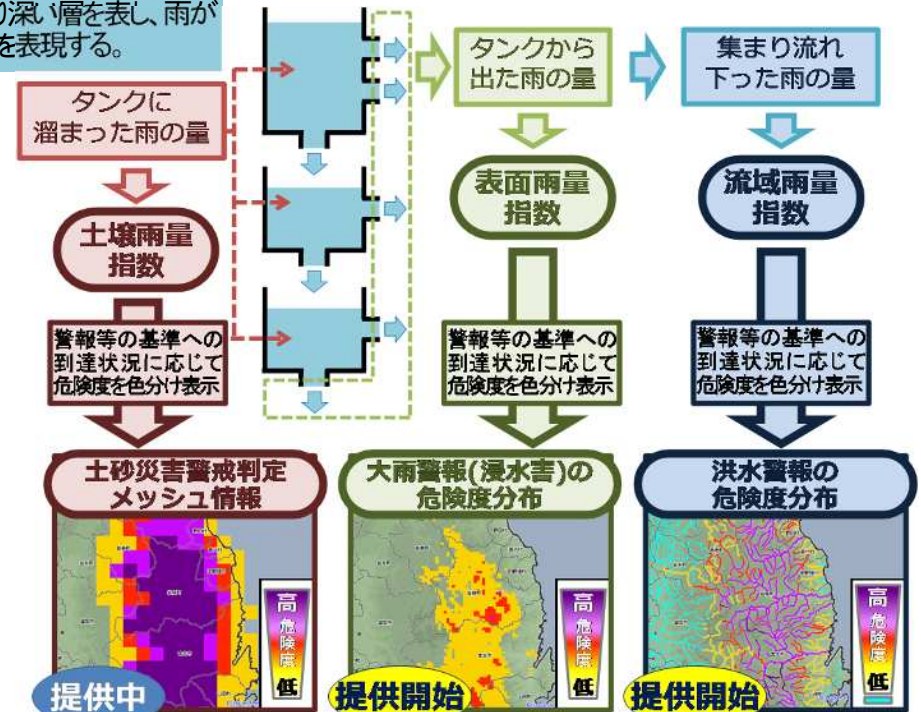 り深い層を表し、雨が
を表現する。
タンクに
溜まった雨の量
タンクから
出た雨の量
集まり流れ
下った雨の量
土壌雨量
指数
表面雨量
指数
流域雨量
指数
警報等の基準への
到達状況に応じて
危険度を色分け表示
警報等の基準への
到達状況に応じて
危険度を色分け表示
警報等の基準への
到達状況に応じて
危険度を色分け表示
土砂災害警戒判定
メッシュ情報
大雨警報(浸水害)の
危険度分布
洪水警報の
危険度分布
高
危険度
低
高
危険度
低
高
危険度
低
提供中
提供開始
提供開始